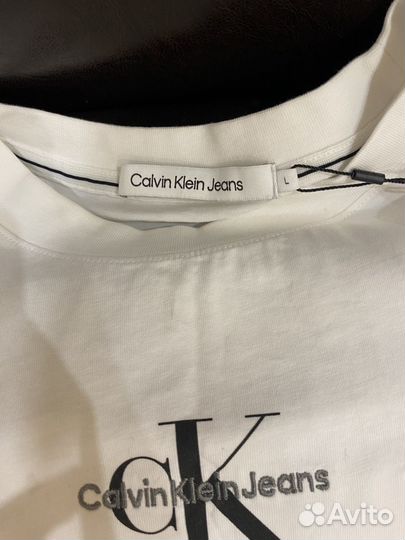 Calvin Klein Jeans
L
CK
Calvin Klein Jeans
Avito